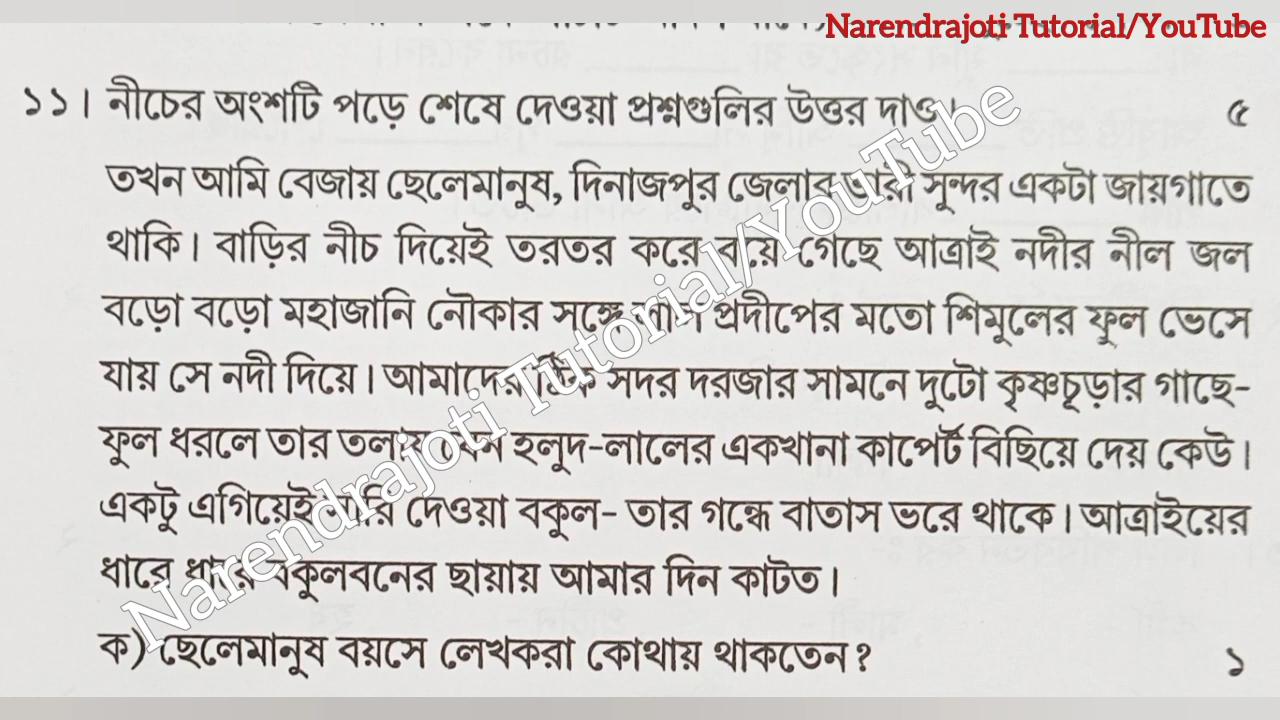 Narendrajoti Tutorial/YouTube
১১। নীচের অংশটি পড়ে শেষে দেওয়া প্রশ্নগুলির উত্তর দাও। ৫
তখন আমি বেজায় ছেলেমানুষ, দিনাজপুর জেলার ভারী সুন্দর একটা জায়গাতে
থাকি। বাড়ির নীচ দিয়েই তরতর করে বয়ে গেছে আত্রাই নদীর নীল জল
বড়ো বড়ো মহাজানি নৌকার সঙ্গে প্রদীপের মতো শিমুলের ফুল ভেসে
যায় সে নদী দিয়ে। আমাদের ঠিক সদর দরজার সামনে দুটো কৃষ্ণচূড়ার গাছে-
ফুল ধরলে তার তলায় যেন হলুদ-লালের একখানা কার্পেট বিছিয়ে দেয় কেউ।
একটু এগিয়েই সারি দেওয়া বকুল- তার গন্ধে বাতাস ভরে থাকে। আত্রাইয়ের
ধারে ধারে বকুলবনের ছায়ায় আমার দিন কাটত।
ক) ছেলেমানুষ বয়সে লেখকরা কোথায় থাকতেন? ১
Narendrajoti Tutorial/YouTube